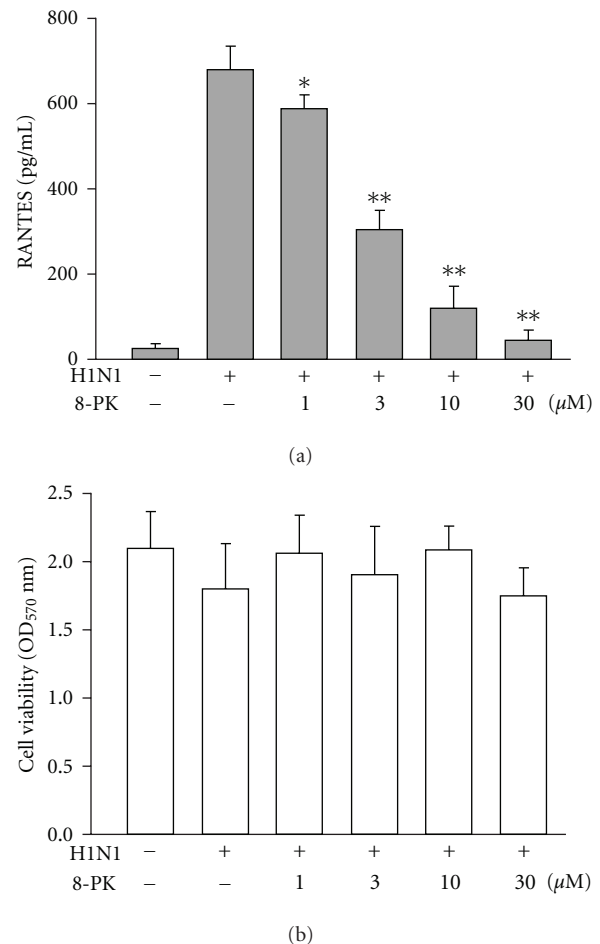 800
600
400
200
0
RANTES (pg/mL)
*
**
**
**
H1N1 − + + + + +
8-PK − − 1 3 10 30 (μM)
(a)
2.5
2.0
1.5
1.0
0.5
0.0
Cell viability (OD570 nm)
H1N1 − + + + + +
8-PK − − 1 3 10 30 (μM)
(b)